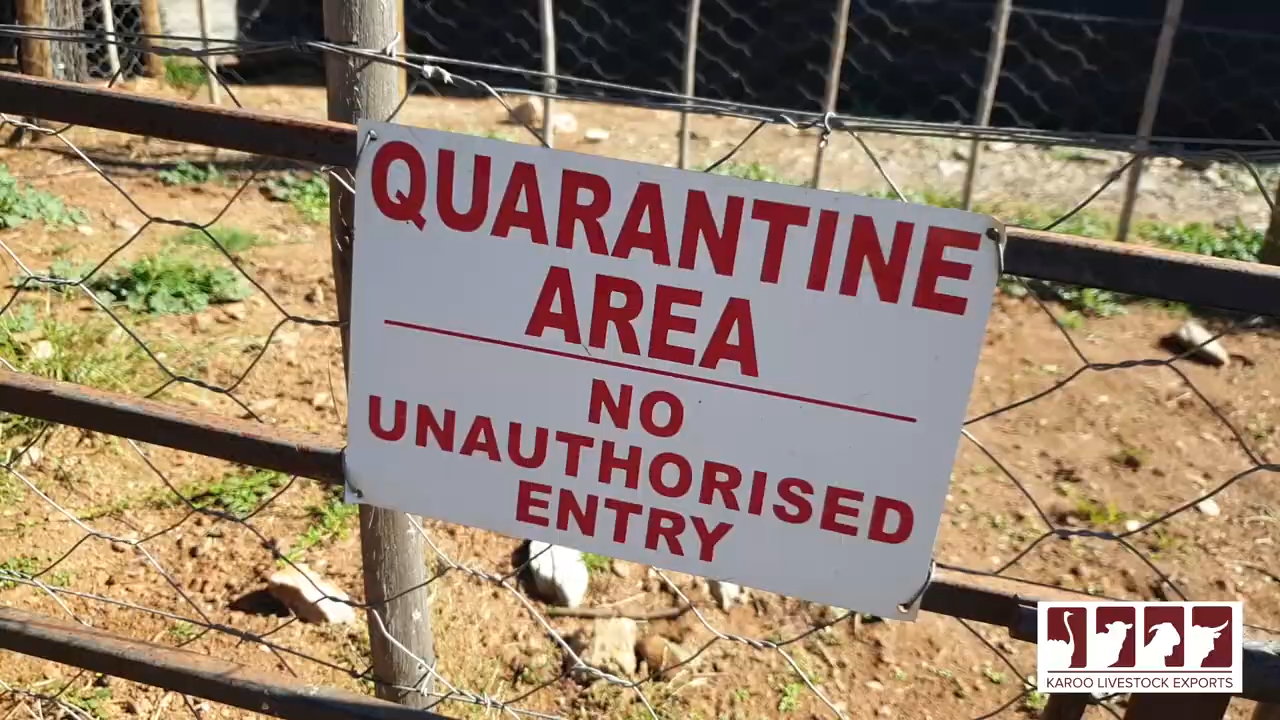 QUARANTINE
AREA
NO
UNAUTHORISED
ENTRY
KAROO LIVESTOCK EXPORTS